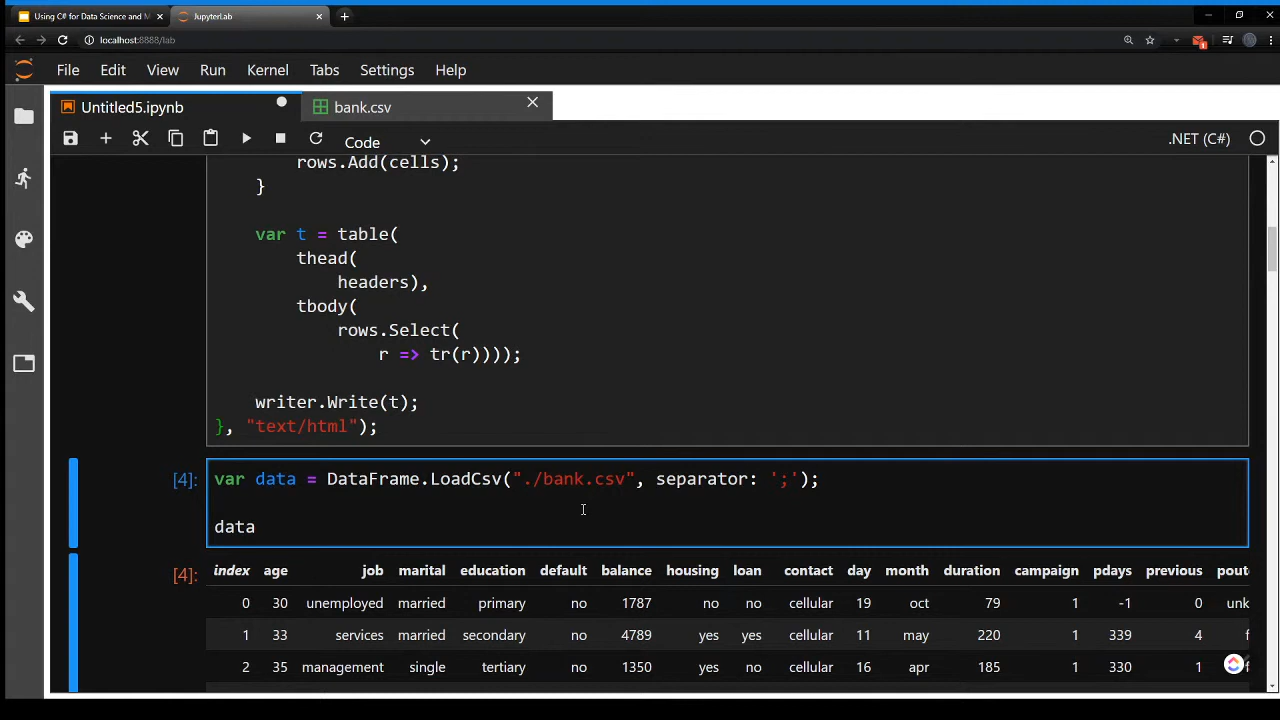 Using C# for Data Science and M
JupyterLab
localhost:8888/lab
1
File Edit View Run Kernel Tabs Settings Help
Untitled5.ipynb
bank.csv
Code
.NET (C#)
rows.Add(cells);
}
var t = table(
thead(
headers),
tbody(
rows.Select(
r => tr(r))));
writer.Write(t);
}, "text/html");
[4]:
var data = DataFrame.LoadCsv("./bank.csv", separator: ';');
data
[4]:
index age job marital education default balance housing loan contact day month duration campaign pdays previous pout
0 30 unemployed married primary no 1787 no no cellular 19 oct 79 1 -1 0 unk
1 33 services married secondary no 4789 yes yes cellular 11 may 220 1 339 4 f
2 35 management single tertiary no 1350 yes no cellular 16 apr 185 1 330 1 f